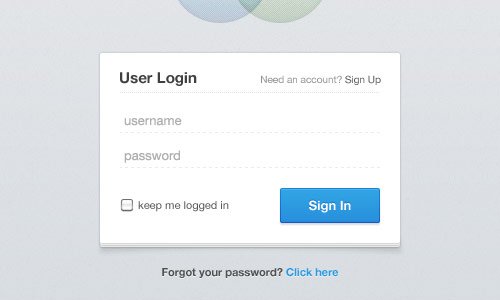 User Login
Need an account? Sign Up
username
password
keep me logged in
Sign In
Forgot your password? Click here